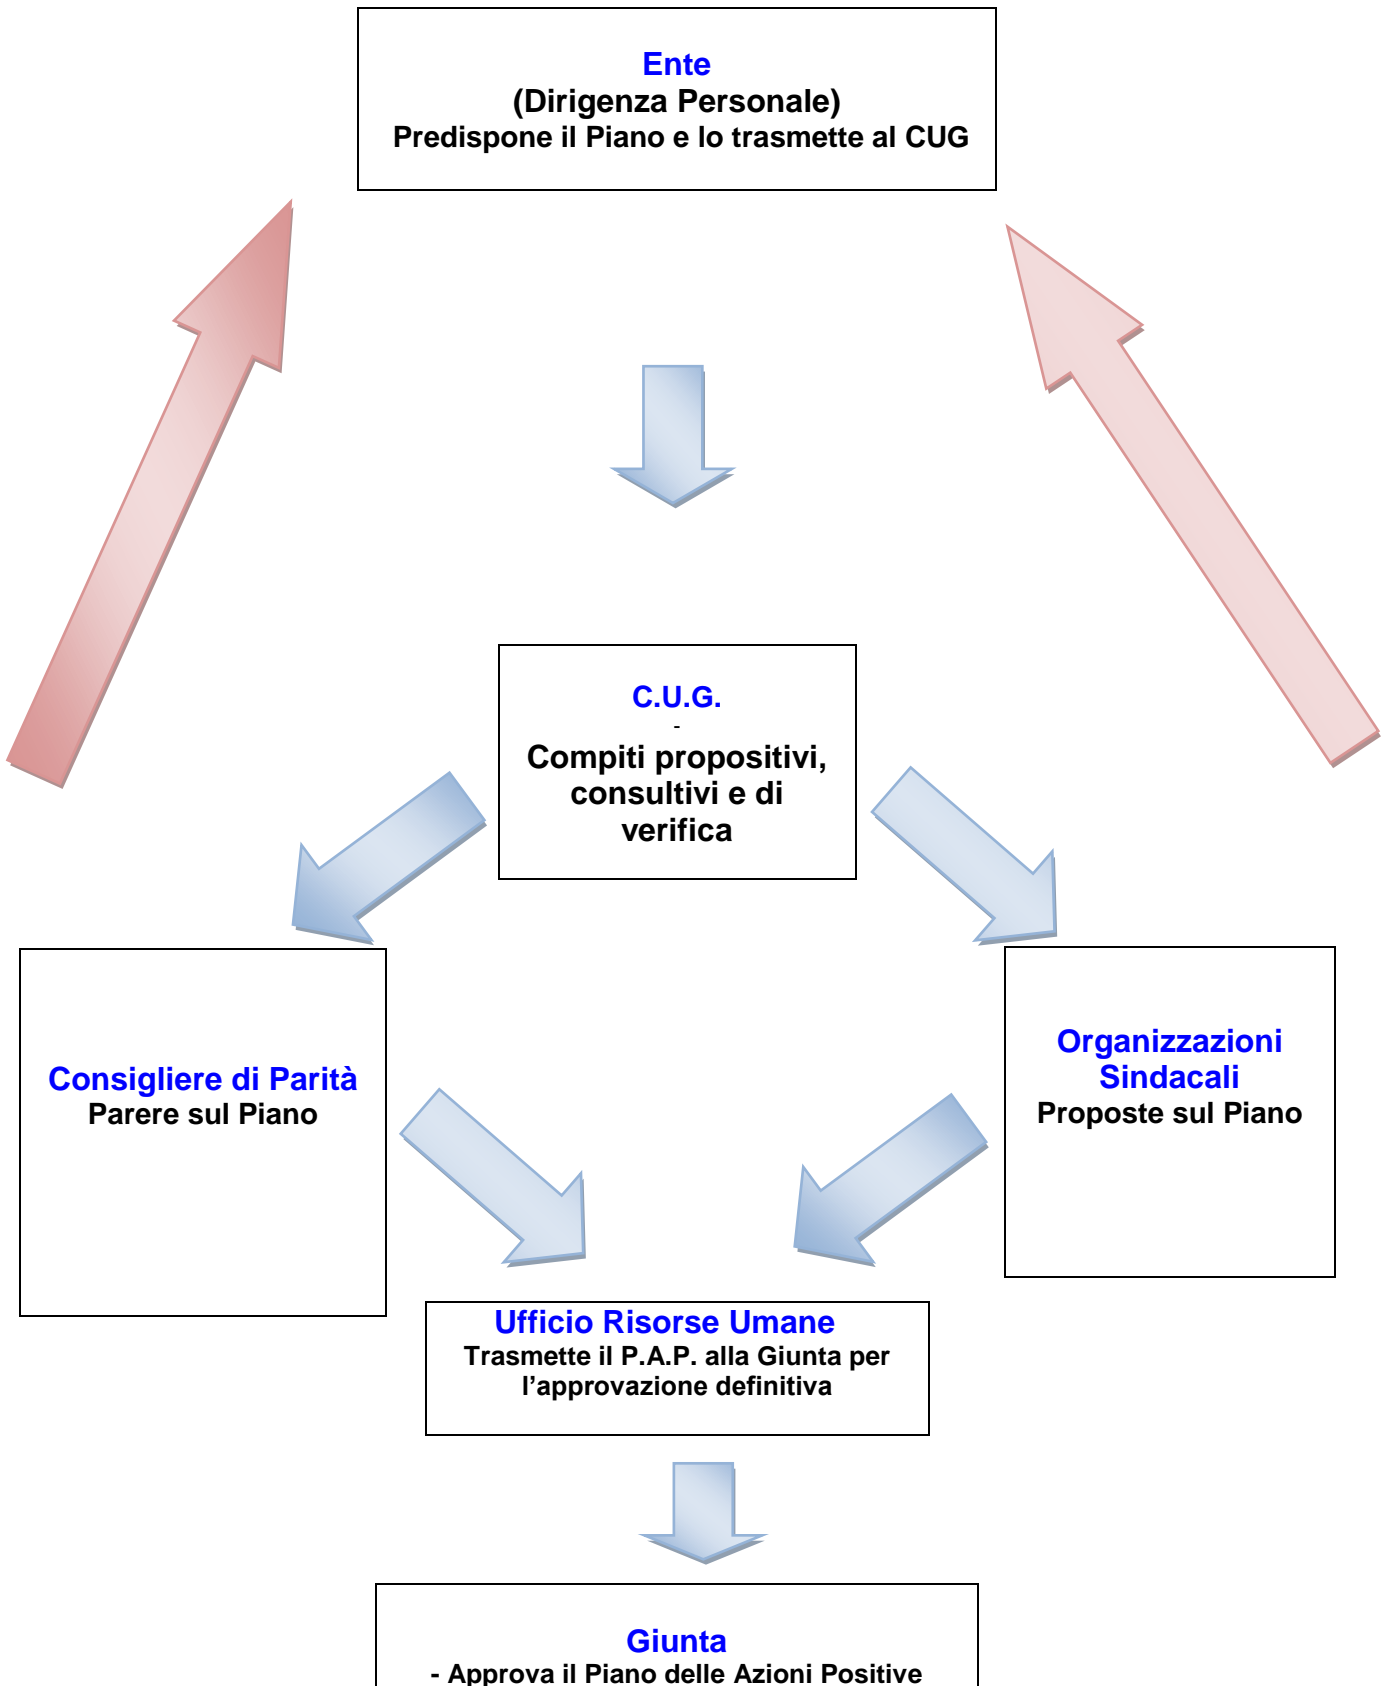 Ente
(Dirigenza Personale)
Predispone il Piano e lo trasmette al CUG
C.U.G.
-
Compiti propositivi,
consultivi e di
verifica
Consigliere di Parità
Parere sul Piano
Organizzazioni
Sindacali
Proposte sul Piano
Ufficio Risorse Umane
Trasmette il P.A.P. alla Giunta per
l’approvazione definitiva
Giunta
- Approva il Piano delle Azioni Positive